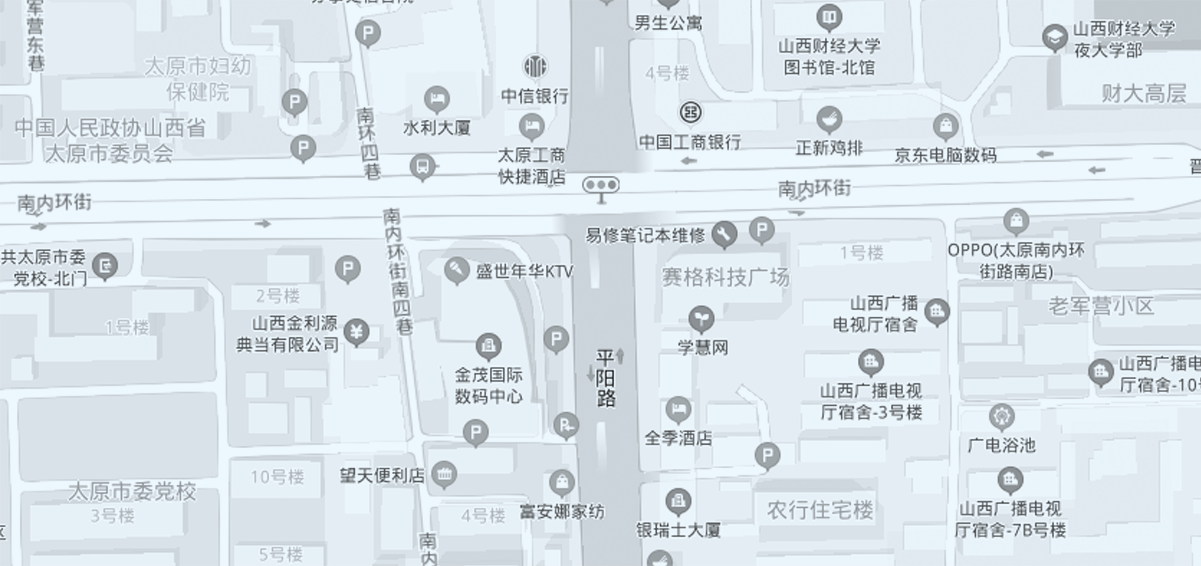 军营东巷
男生公寓
山西财经大学
图书馆-北馆
山西财经大学
夜大学部
太原市妇幼
保健院
4号楼
财大高层
中信银行
水利大厦
南环四巷
中国人民政协山西省
太原市委员会
太原工商
快捷酒店
中国工商银行
正新鸡排
京东电脑数码
南内环街
南内环街
晋
南内环街南四巷
易修笔记本维修
共太原市委
党校-北门
盛世年华KTV
赛格科技广场
1号楼
OPPO(太原南内环
街路南店)
2号楼
1号楼
山西金利源
典当有限公司
山西广播
电视厅宿舍
老军营小区
学慧网
平阳路
金茂国际
数码中心
山西广播电视
厅宿舍-3号楼
山西广播电
厅宿舍-10
全季酒店
广电浴池
10号楼
望天便利店
太原市委党校
3号楼
4号楼
富安娜家纺
银瑞士大厦
农行住宅楼
山西广播电视
厅宿舍-7B号楼
区
5号楼
南内